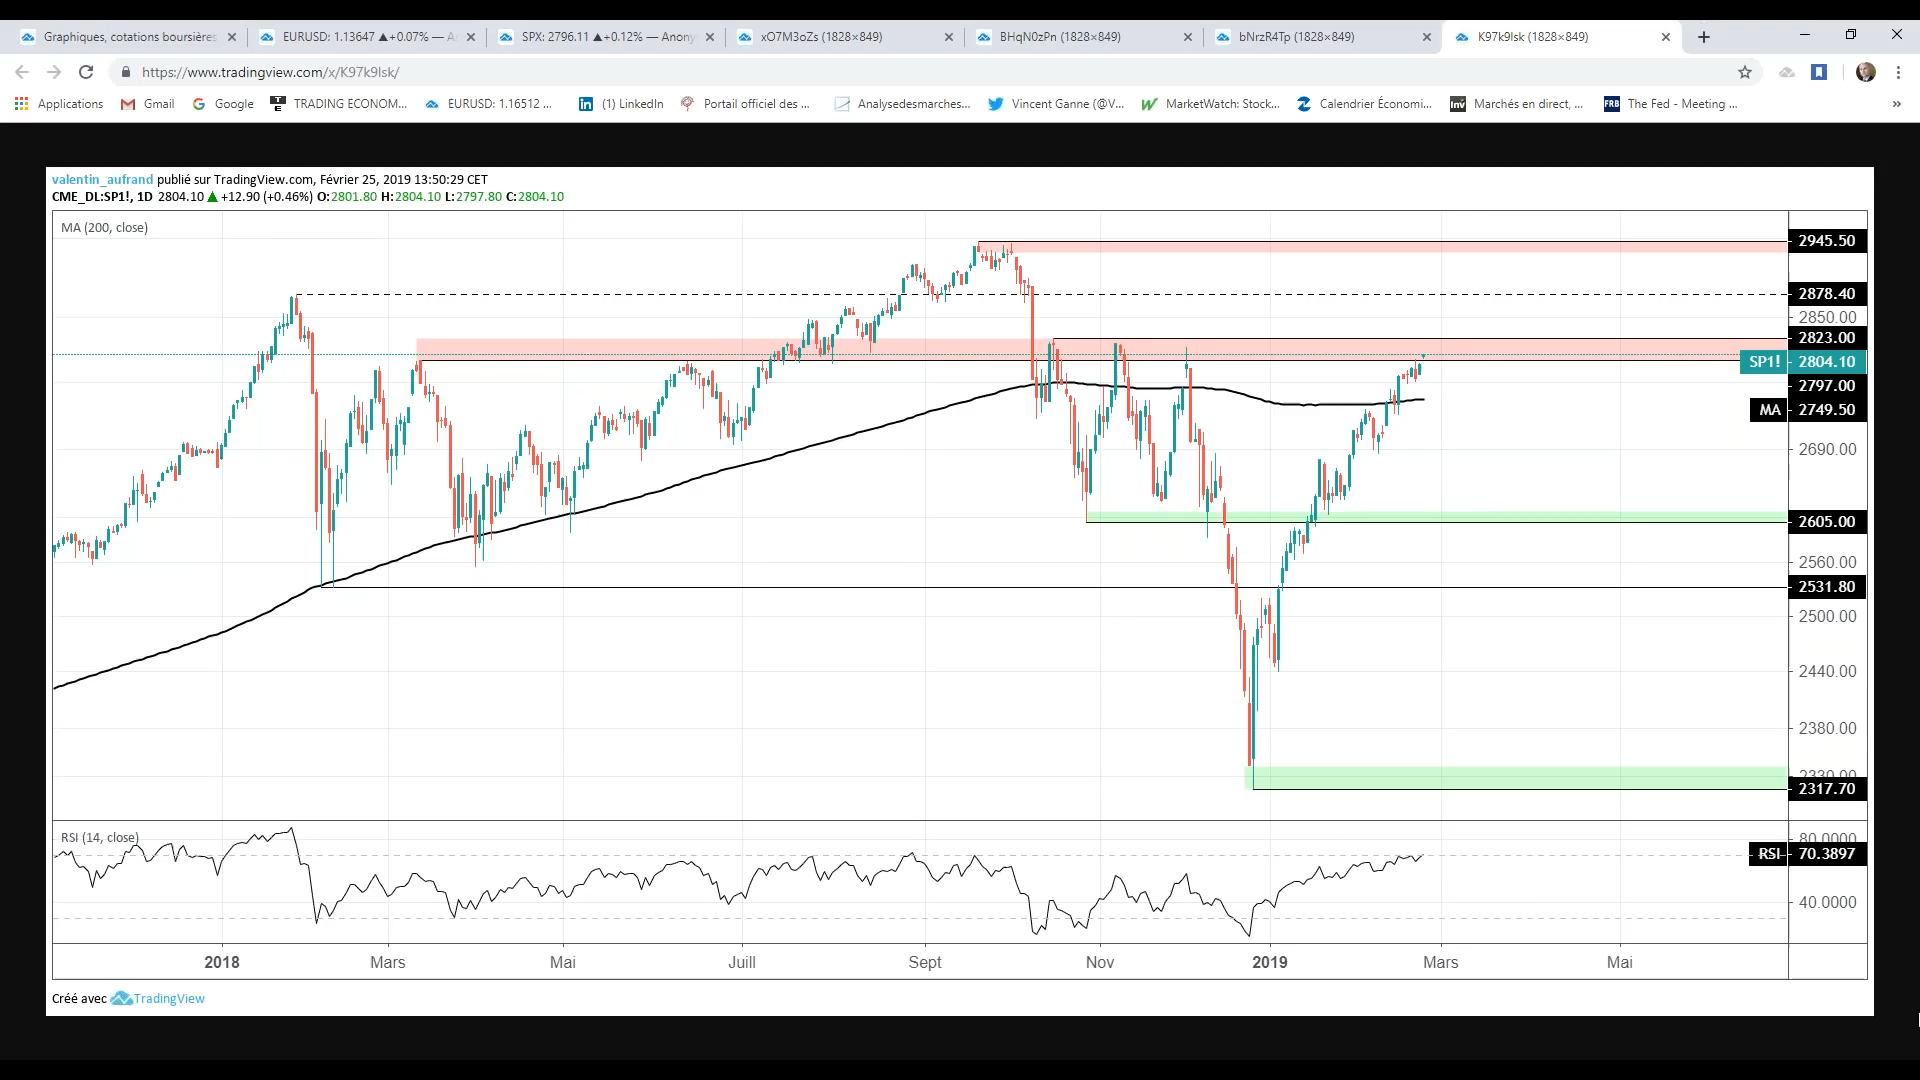 Graphiques, cotations boursières
EURUSD: 1.13647 ▲+0.07% — A
SPX: 2796.11 ▲+0.12% — Anony
xO7M3oZs (1828×849)
BHqN0zPn (1828×849)
bNrzR4Tp (1828×849)
K97k9lsk (1828×849)
https://www.tradingview.com/x/K97k9lsk/
Applications
Gmail
Google
TRADING ECONOM...
EURUSD: 1.16512 ...
(1) LinkedIn
Portail officiel des ...
Analysedesmarches...
Vincent Ganne (@V...
MarketWatch: Stock...
Calendrier Économi...
Marchés en direct, ...
FRB The Fed - Meeting ...
valentin_aufrand publié sur TradingView.com, Février 25, 2019 13:50:29 CET
CME_DL:SP1!, 1D 2804.10 ▲ +12.90 (+0.46%) O:2801.80 H:2804.10 L:2797.80 C:2804.10
MA (200, close)
2945.50
2878.40
2850.00
2823.00
SP1! 2804.10
2797.00
MA 2749.50
2690.00
2605.00
2560.00
2531.80
2500.00
2440.00
2380.00
2330.00
2317.70
RSI (14, close)
80.0000
RSI 70.3897
40.0000
2018 Mars Mai Juill Sept Nov 2019 Mars Mai
Créé avec TradingView